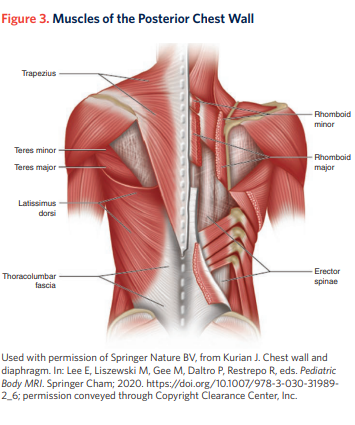 Figure 3. Muscles of the Posterior Chest Wall
Trapezius
Teres minor
Teres major
Latissimus
dorsi
Thoracolumbar
fascia
Rhomboid
minor
Rhomboid
major
Erector
spinae
Used with permission of Springer Nature BV, from Kurian J. Chest wall and
diaphragm. In: Lee E, Liszewski M, Gee M, Daltro P, Restrepo R, eds. Pediatric
Body MRI. Springer Cham; 2020. https://doi.org/10.1007/978-3-030-31989-
2_6; permission conveyed through Copyright Clearance Center, Inc.